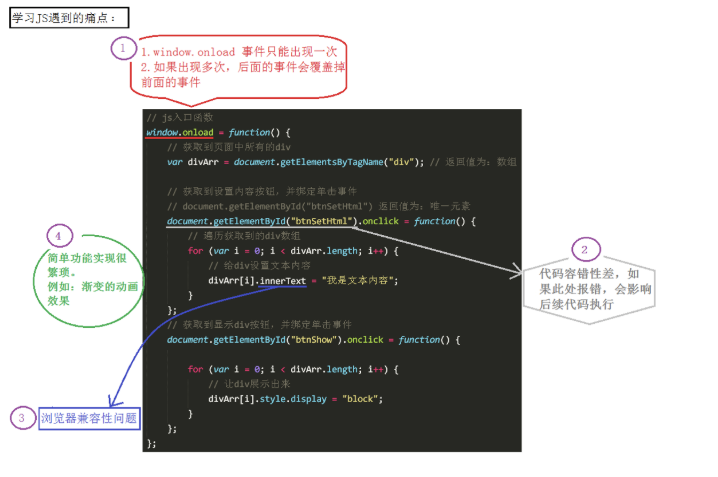 学习JS遇到的痛点：
1
1.window.onload 事件只能出现一次
2.如果出现多次，后面的事件会覆盖掉
前面的事件
// js入口函数
window.onload = function() {
// 获取到页面中所有的div
var divArr = document.getElementsByTagName("div"); // 返回值为: 数组
// 获取到设置内容按钮，并绑定单击事件
// document.getElementById("btnSetHtml") 返回值为: 唯一元素
document.getElementById("btnSetHtml").onclick = function() {
// 遍历获取到的div数组
for (var i = 0; i < divArr.length; i++) {
// 给div设置文本内容
divArr[i].innerText = "我是文本内容";
}
};
// 获取到显示div按钮，并绑定单击事件
document.getElementById("btnShow").onclick = function() {
for (var i = 0; i < divArr.length; i++) {
// 让div展示出来
divArr[i].style.display = "block";
}
};
};
2
代码容错性差，如
果此处报错，会影响
后续代码执行
4
简单功能实现很
繁琐。
例如：渐变的动画
效果
3
浏览器兼容性问题